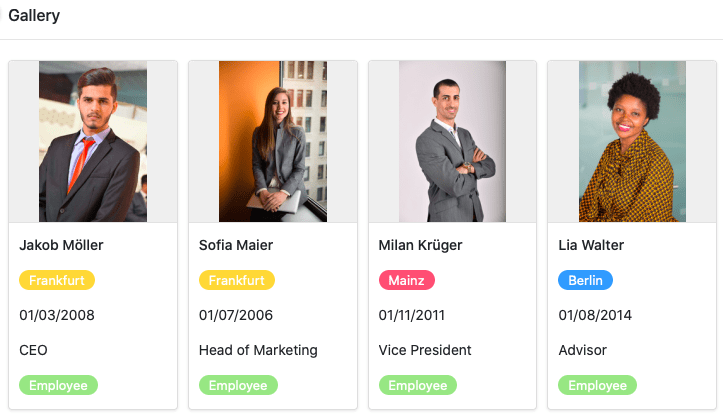 Gallery
Jakob Möller
Frankfurt
01/03/2008
CEO
Employee
Sofia Maier
Frankfurt
01/07/2006
Head of Marketing
Employee
Milan Krüger
Mainz
01/11/2011
Vice President
Employee
Lia Walter
Berlin
01/08/2014
Advisor
Employee